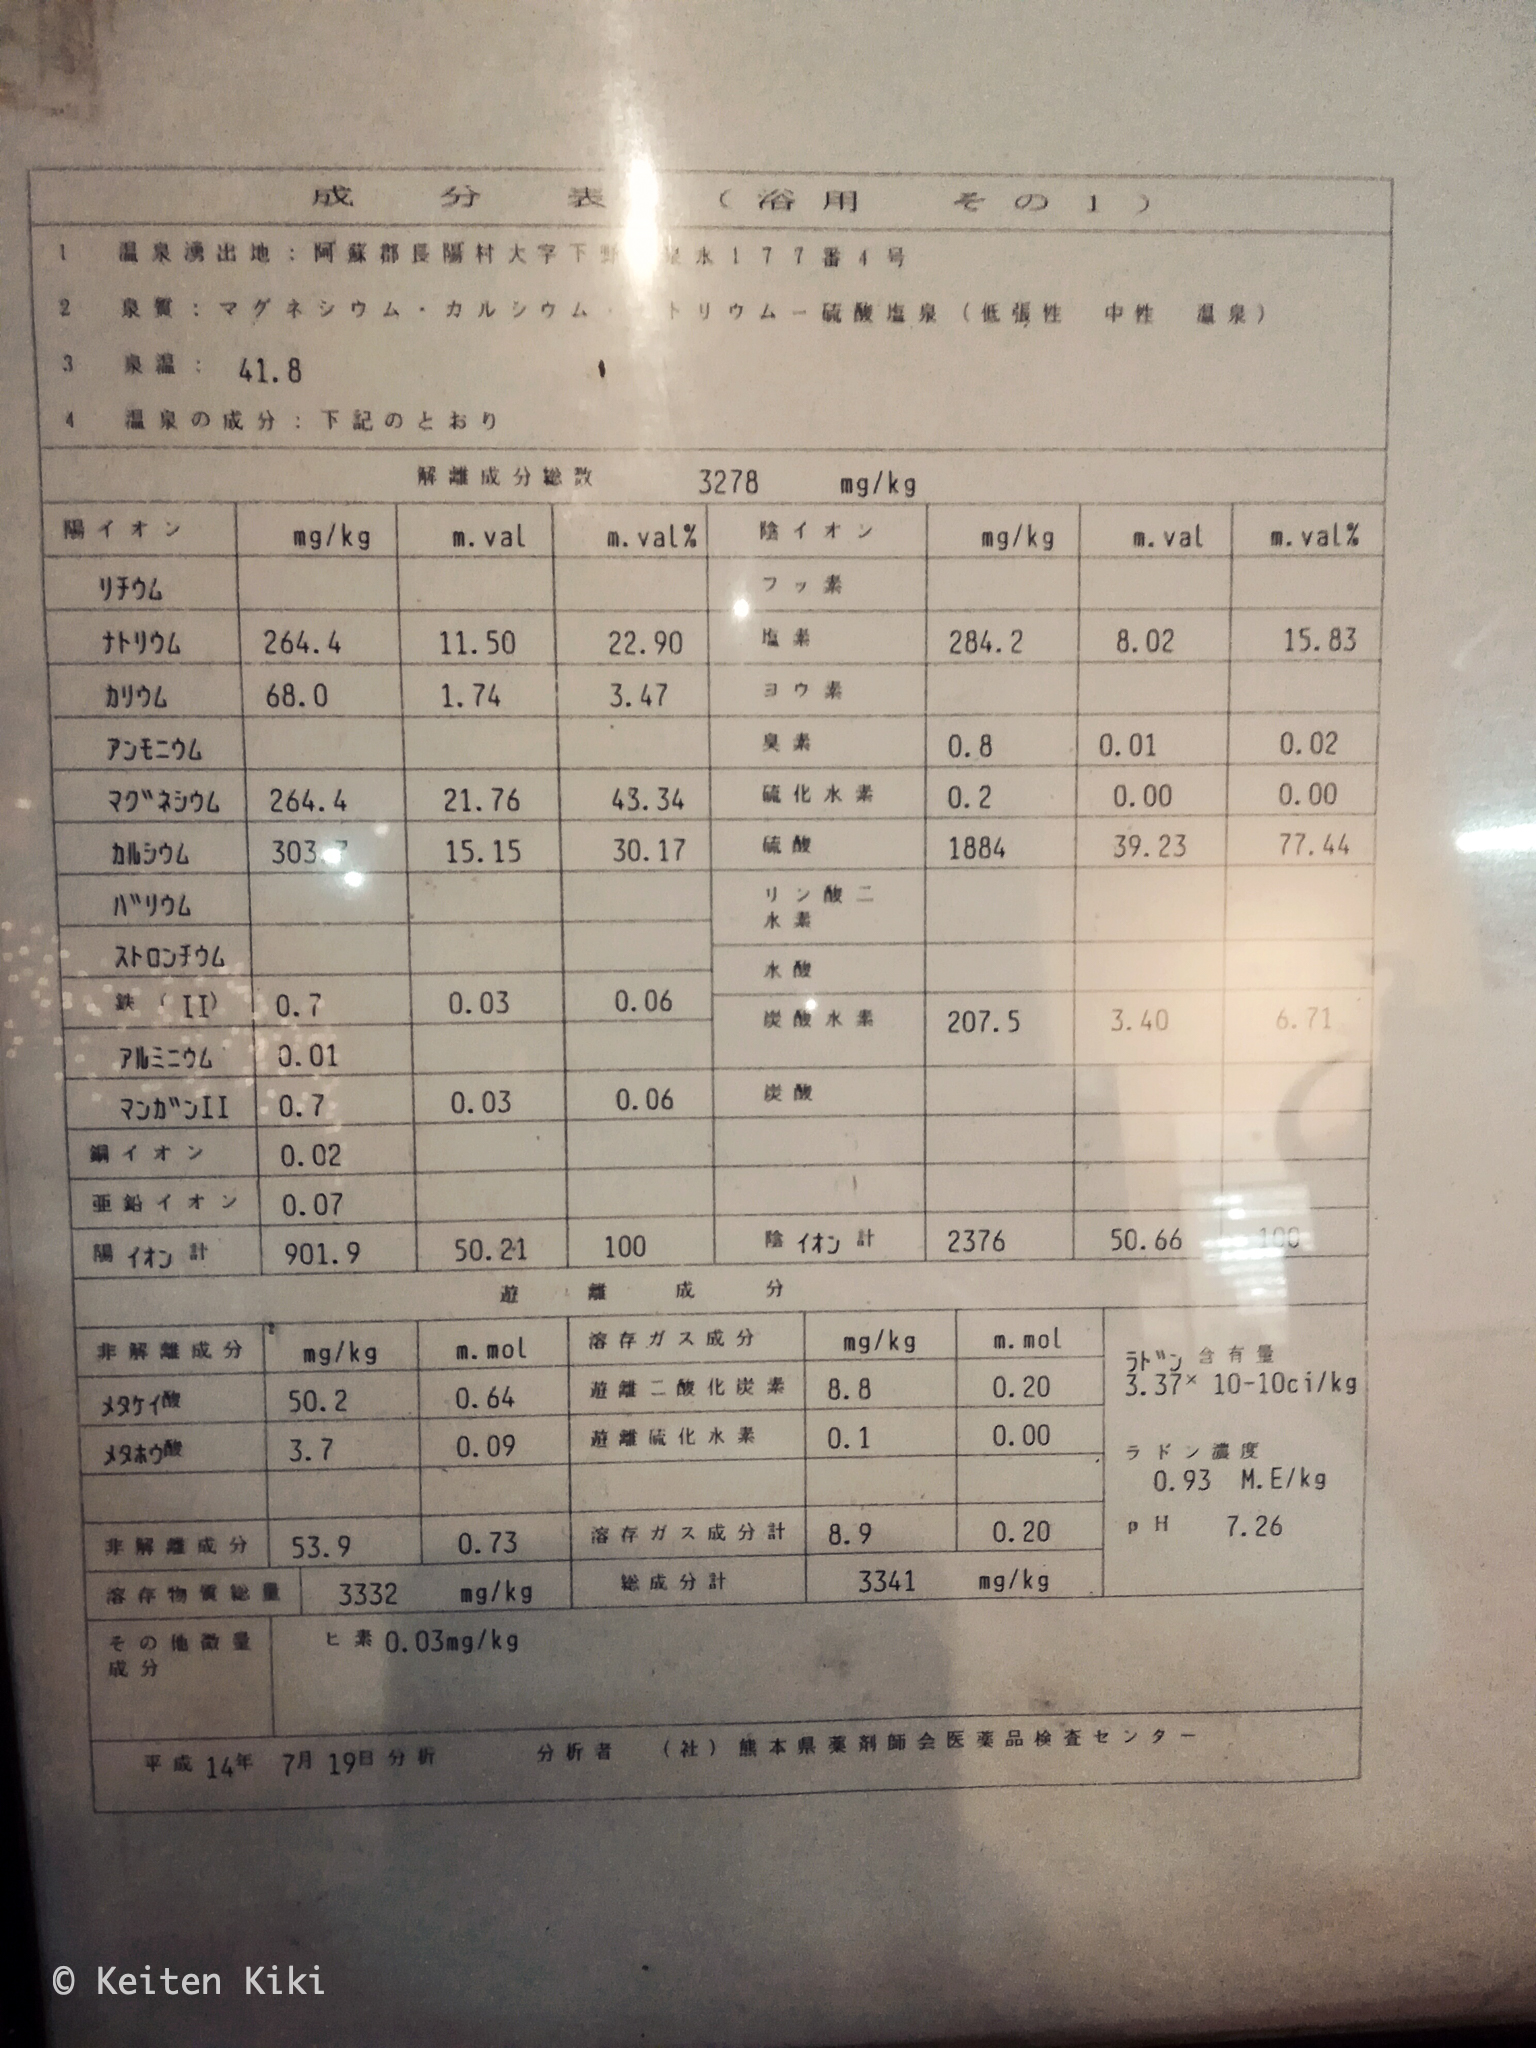 成分表（浴用 その1）
1 温泉湧出地：阿蘇郡長陽村大字下野 水177番4号
2 泉質：マグネシウム・カルシウム・ トリウムー硫酸塩泉（低張性 中性 温泉）
3 泉温： 41.8
4 温泉の成分：下記のとおり
解離成分総数 3278 mg/kg
陽イオン mg/kg m.val m.val% 陰イオン mg/kg m.val m.val%
リチウム フッ素
ナトリウム 264.4 11.50 22.90 塩素 284.2 8.02 15.83
カリウム 68.0 1.74 3.47 ヨウ素
アンモニウム 臭素 0.8 0.01 0.02
マグネシウム 264.4 21.76 43.34 硫化水素 0.2 0.00 0.00
カルシウム 303.7 15.15 30.17 硫酸 1884 39.23 77.44
バリウム リン酸二水素
ストロンチウム 水酸
鉄（II） 0.7 0.03 0.06 炭酸水素 207.5 3.40 6.71
アルミニウム 0.01
マンガンII 0.7 0.03 0.06 炭酸
銅イオン 0.02
亜鉛イオン 0.07
陽イオン計 901.9 50.21 100 陰イオン計 2376 50.66 100
遊離成分
非解離成分 mg/kg m.mol 溶存ガス成分 mg/kg m.mol
メタケイ酸 50.2 0.64 遊離二酸化炭素 8.8 0.20
メタホウ酸 3.7 0.09 遊離硫化水素 0.1 0.00
非解離成分 53.9 0.73 溶存ガス成分計 8.9 0.20
溶存物質総量 3332 mg/kg 総成分計 3341 mg/kg
ラドン含有量
3.37× 10-10ci/kg
ラドン濃度
0.93 M.E/kg
pH 7.26
その他微量成分 ヒ素 0.03mg/kg
平成14年 7月19日分析 分析者 （社）熊本県薬剤師会医薬品検査センター
© Keiten Kiki